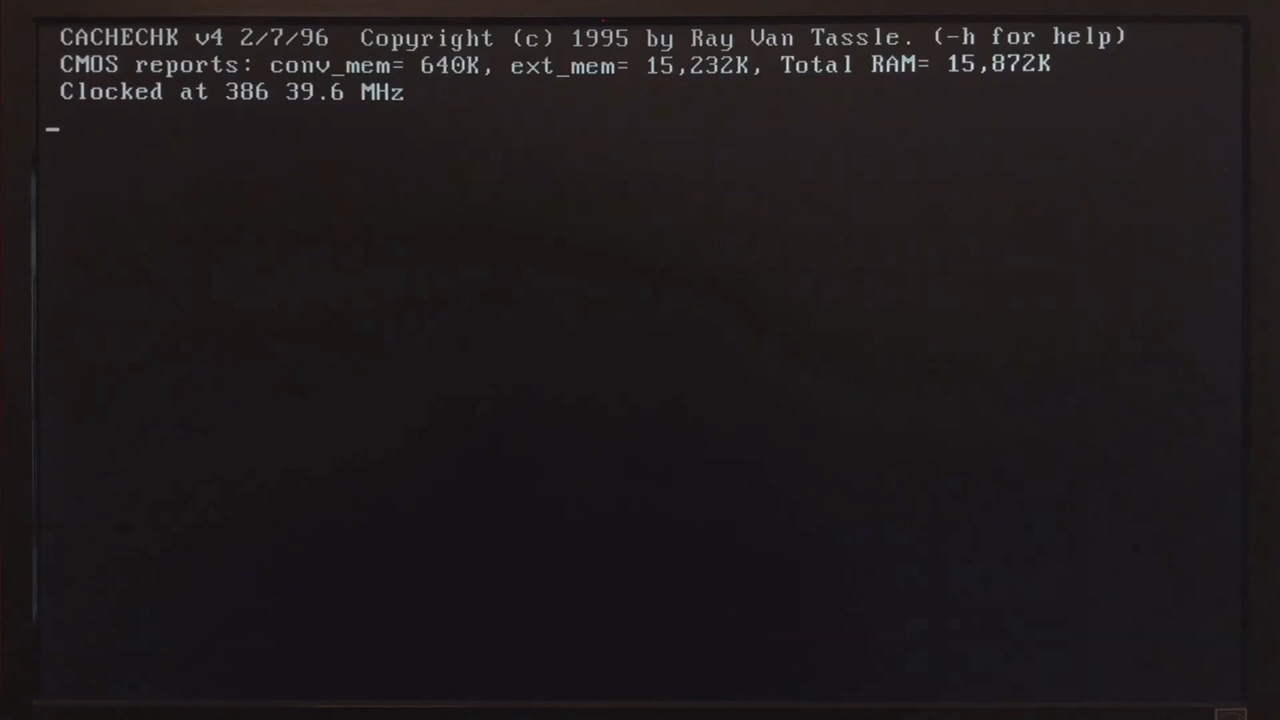 CACHECHK v4 2/7/96  Copyright (c) 1995 by Ray Van Tassle. (-h for help)
CMOS reports: conv_mem= 640K, ext_mem= 15,232K, Total RAM= 15,872K
Clocked at 386 39.6 MHz